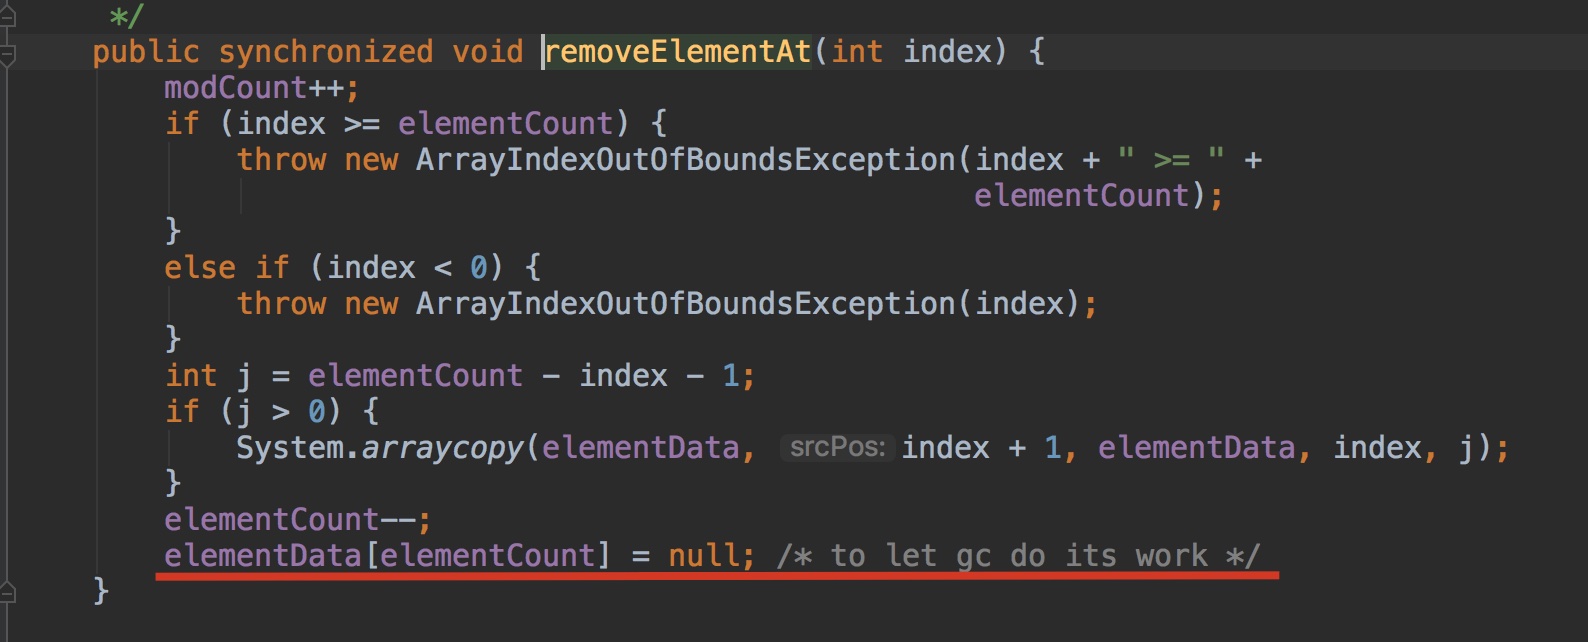 */
public synchronized void removeElementAt(int index) {
modCount++;
if (index >= elementCount) {
throw new ArrayIndexOutOfBoundsException(index + " >= " +
elementCount);
}
else if (index < 0) {
throw new ArrayIndexOutOfBoundsException(index);
}
int j = elementCount - index - 1;
if (j > 0) {
System.arraycopy(elementData, srcPos: index + 1, elementData, index, j);
}
elementCount--;
elementData[elementCount] = null; /* to let gc do its work */
}